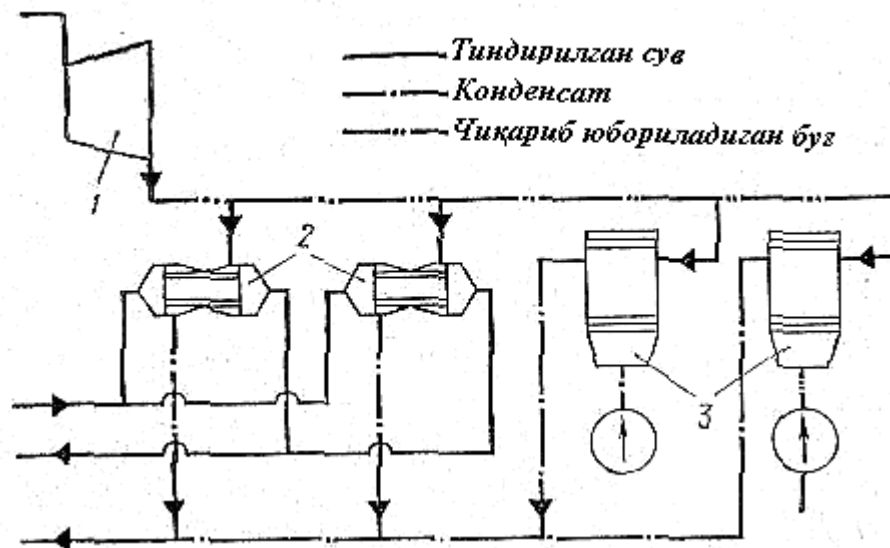 Тиндирилган сув
Конденсат
Чиқариб юбориладиган буғ
1
2
3